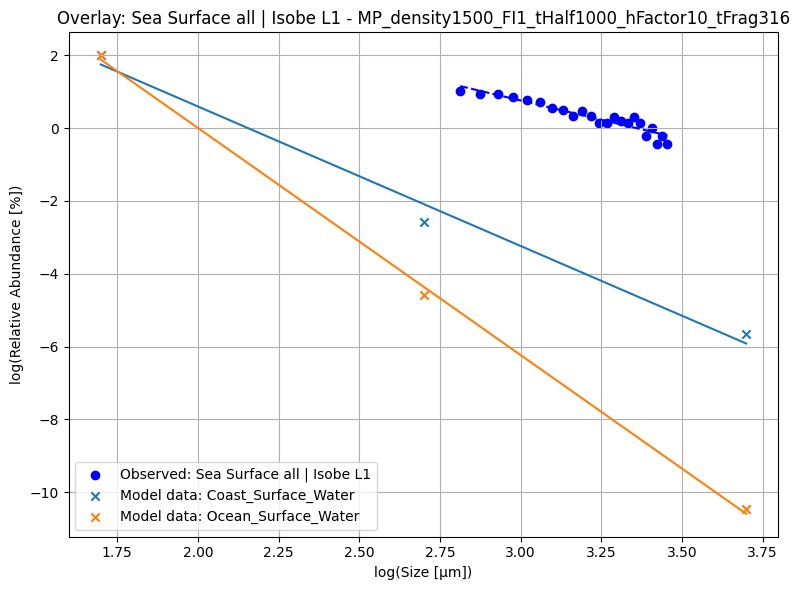 Overlay: Sea Surface all | Isobe L1 - MP_density1500_FI1_tHalf1000_hFactor10_tFrag316
log(Relative Abundance [%])
2
0
−2
−4
−6
−8
−10
Observed: Sea Surface all | Isobe L1
Model data: Coast_Surface_Water
Model data: Ocean_Surface_Water
1.75 2.00 2.25 2.50 2.75 3.00 3.25 3.50 3.75
log(Size [μm])